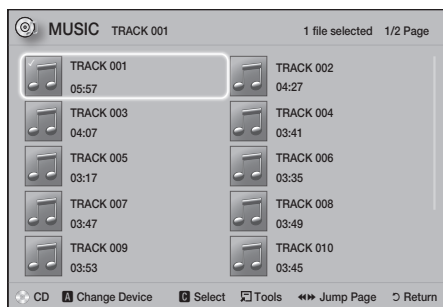 MUSIC TRACK 001 1 file selected 1/2 Page
TRACK 001 TRACK 002
05:57 04:27
TRACK 003 TRACK 004
04:07 03:41
TRACK 005 TRACK 006
03:17 03:35
TRACK 007 TRACK 008
03:47 03:49
TRACK 009 TRACK 010
03:53 03:45
CD A Change Device C Select Tools Jump Page Return